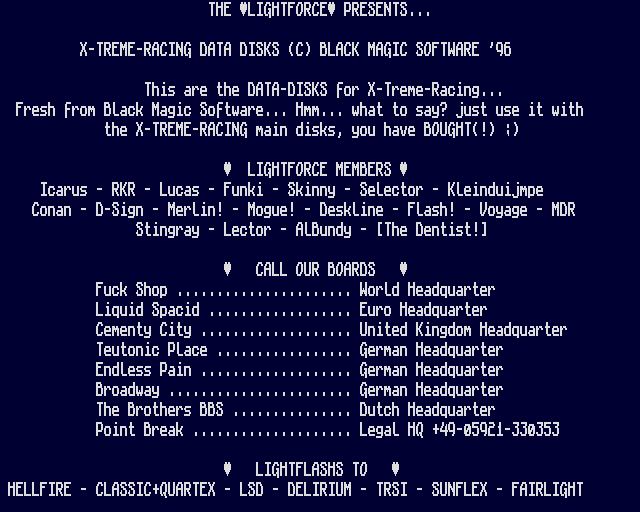 THE ♥LIGHTFORCE♥ PRESENTS...
X-TREME-RACING DATA DISKS (C) BLACK MAGIC SOFTWARE '96
This are the DATA-DISKS for X-Treme-Racing...
Fresh from BLack Magic Software... Hmm... what to say? just use it with
the X-TREME-RACING main disks, you have BOUGHT(!) ;)
♥ LIGHTFORCE MEMBERS ♥
Icarus - RKR - Lucas - Funki - Skinny - Selector - Kleinduijmpe
Conan - D-Sign - Merlin! - Mogue! - Deskline - Flash! - Voyage - MDR
Stingray - Lector - ALBundy - [The Dentist!]
♥ CALL OUR BOARDS ♥
Fuck Shop ...................... World Headquarter
Liquid Spacid ................... Euro Headquarter
Cementy City ................... United Kingdom Headquarter
Teutonic Place ................. German Headquarter
Endless Pain .................... German Headquarter
Broadway ....................... German Headquarter
The Brothers BBS ............... Dutch Headquarter
Point Break .................... Legal HQ +49-05921-330353
♥ LIGHTFLASHS TO ♥
HELLFIRE - CLASSIC+QUARTEX - LSD - DELIRIUM - TRSI - SUNFLEX - FAIRLIGHT